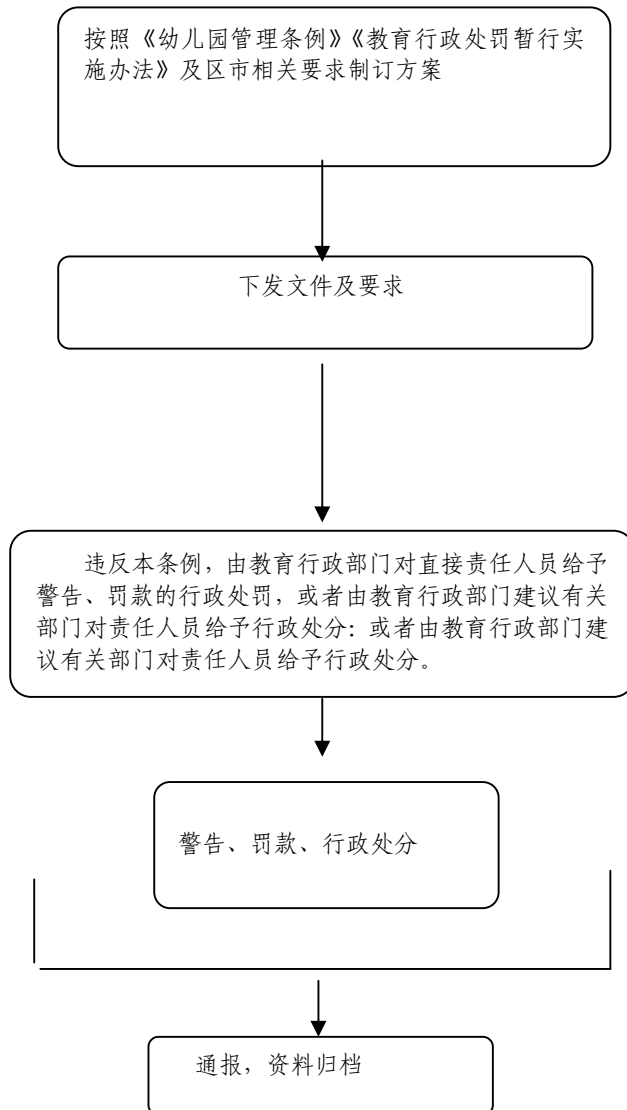 按照《幼儿园管理条例》《教育行政处罚暂行实
施办法》及区市相关要求制订方案
下发文件及要求
违反本条例，由教育行政部门对直接责任人员给予
警告、罚款的行政处罚，或者由教育行政部门建议有关
部门对责任人员给予行政处分：或者由教育行政部门建
议有关部门对责任人员给予行政处分。
警告、罚款、行政处分
通报，资料归档